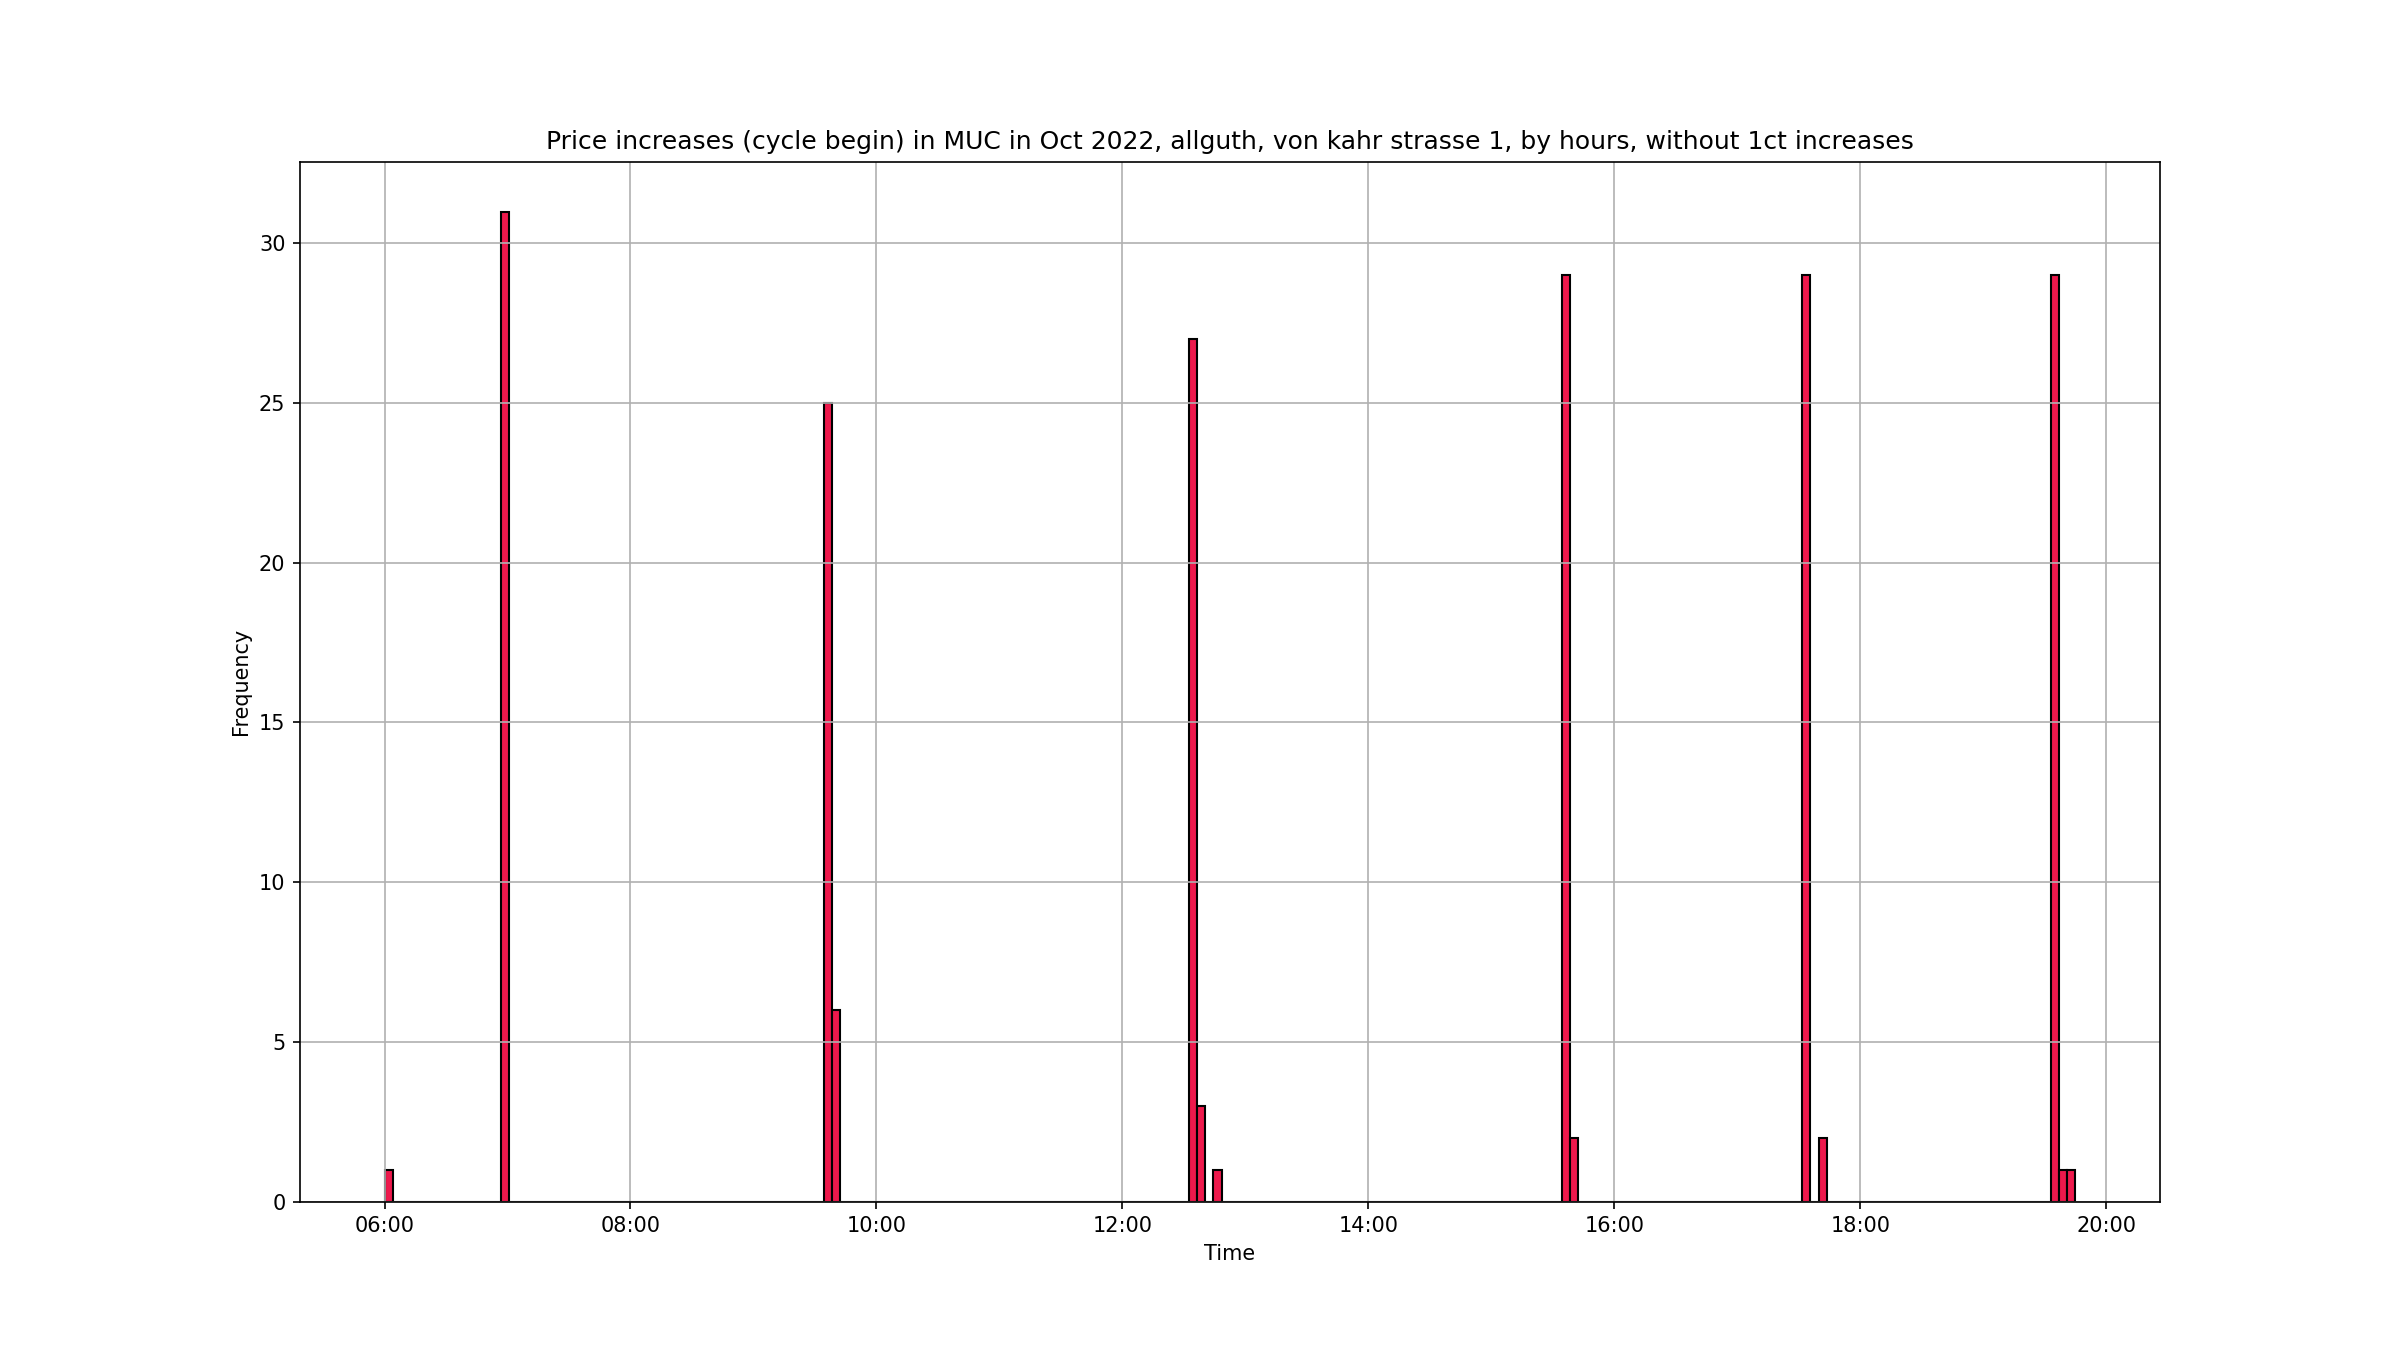 Price increases (cycle begin) in MUC in Oct 2022, allguth, von kahr strasse 1, by hours, without 1ct increases
Frequency
30
25
20
15
10
5
0
06:00 08:00 10:00 12:00 14:00 16:00 18:00 20:00
Time